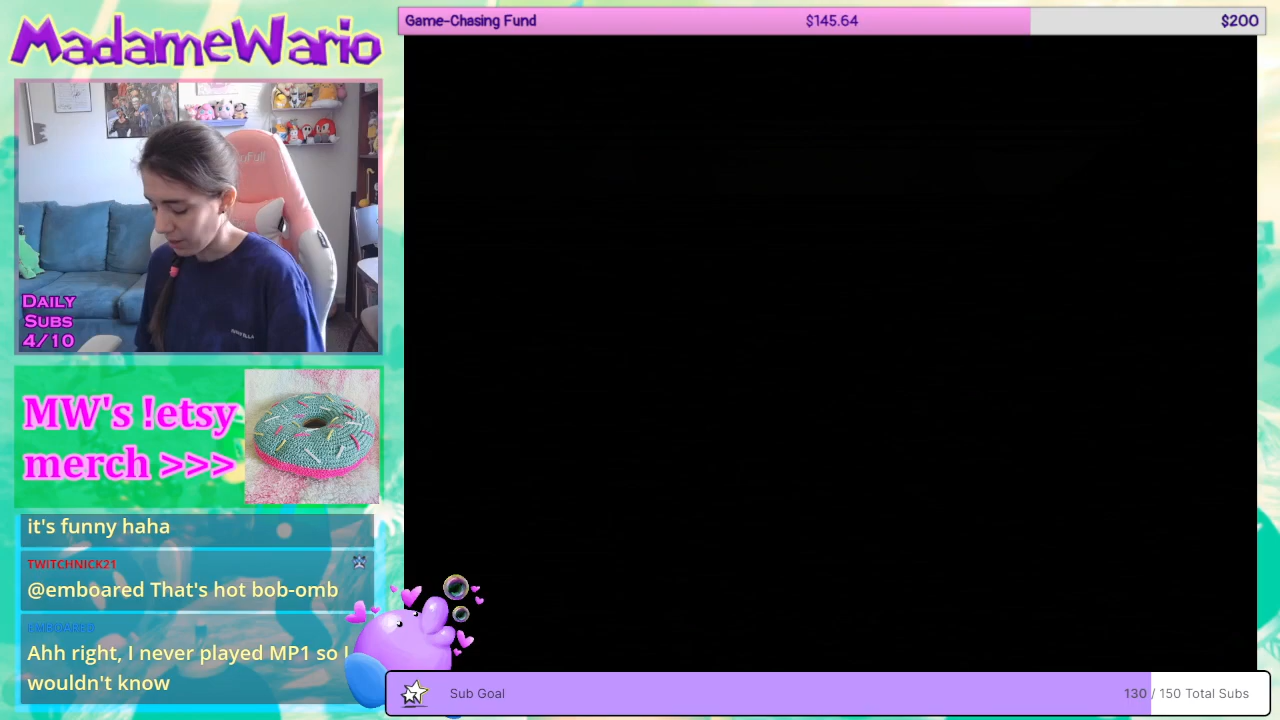 MadameWario
Game-Chasing Fund
$145.64
$200
Daily
Subs
4/10
MW's !etsy
merch >>>
it's funny haha
TWITCHNICK21
@emboared That's hot bob-omb
EMBOARED
Ahh right, I never played MP1 so I
wouldn't know
Sub Goal
130 / 150 Total Subs